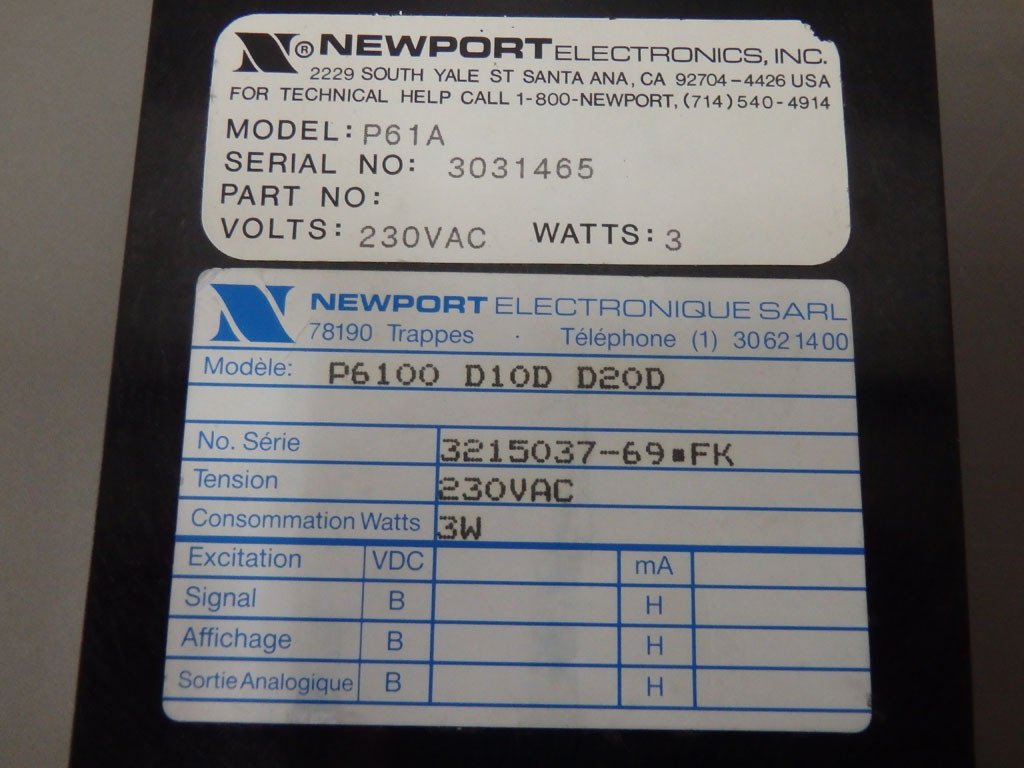 ® NEWPORT ELECTRONICS, INC.
2229 SOUTH YALE ST SANTA ANA, CA 92704-4426 USA
FOR TECHNICAL HELP CALL 1-800-NEWPORT, (714) 540-4914
MODEL: P61A
SERIAL NO: 3031465
PART NO:
VOLTS: 230VAC WATTS: 3
NEWPORT ELECTRONIQUE SARL
78190 Trappes · Téléphone (1) 30621400
Modèle: P6100 D10D D20D
No. Série 3215037-69▪FK
Tension 230VAC
Consommation Watts 3W
Excitation VDC mA
Signal B H
Affichage B H
Sortie Analogique B H